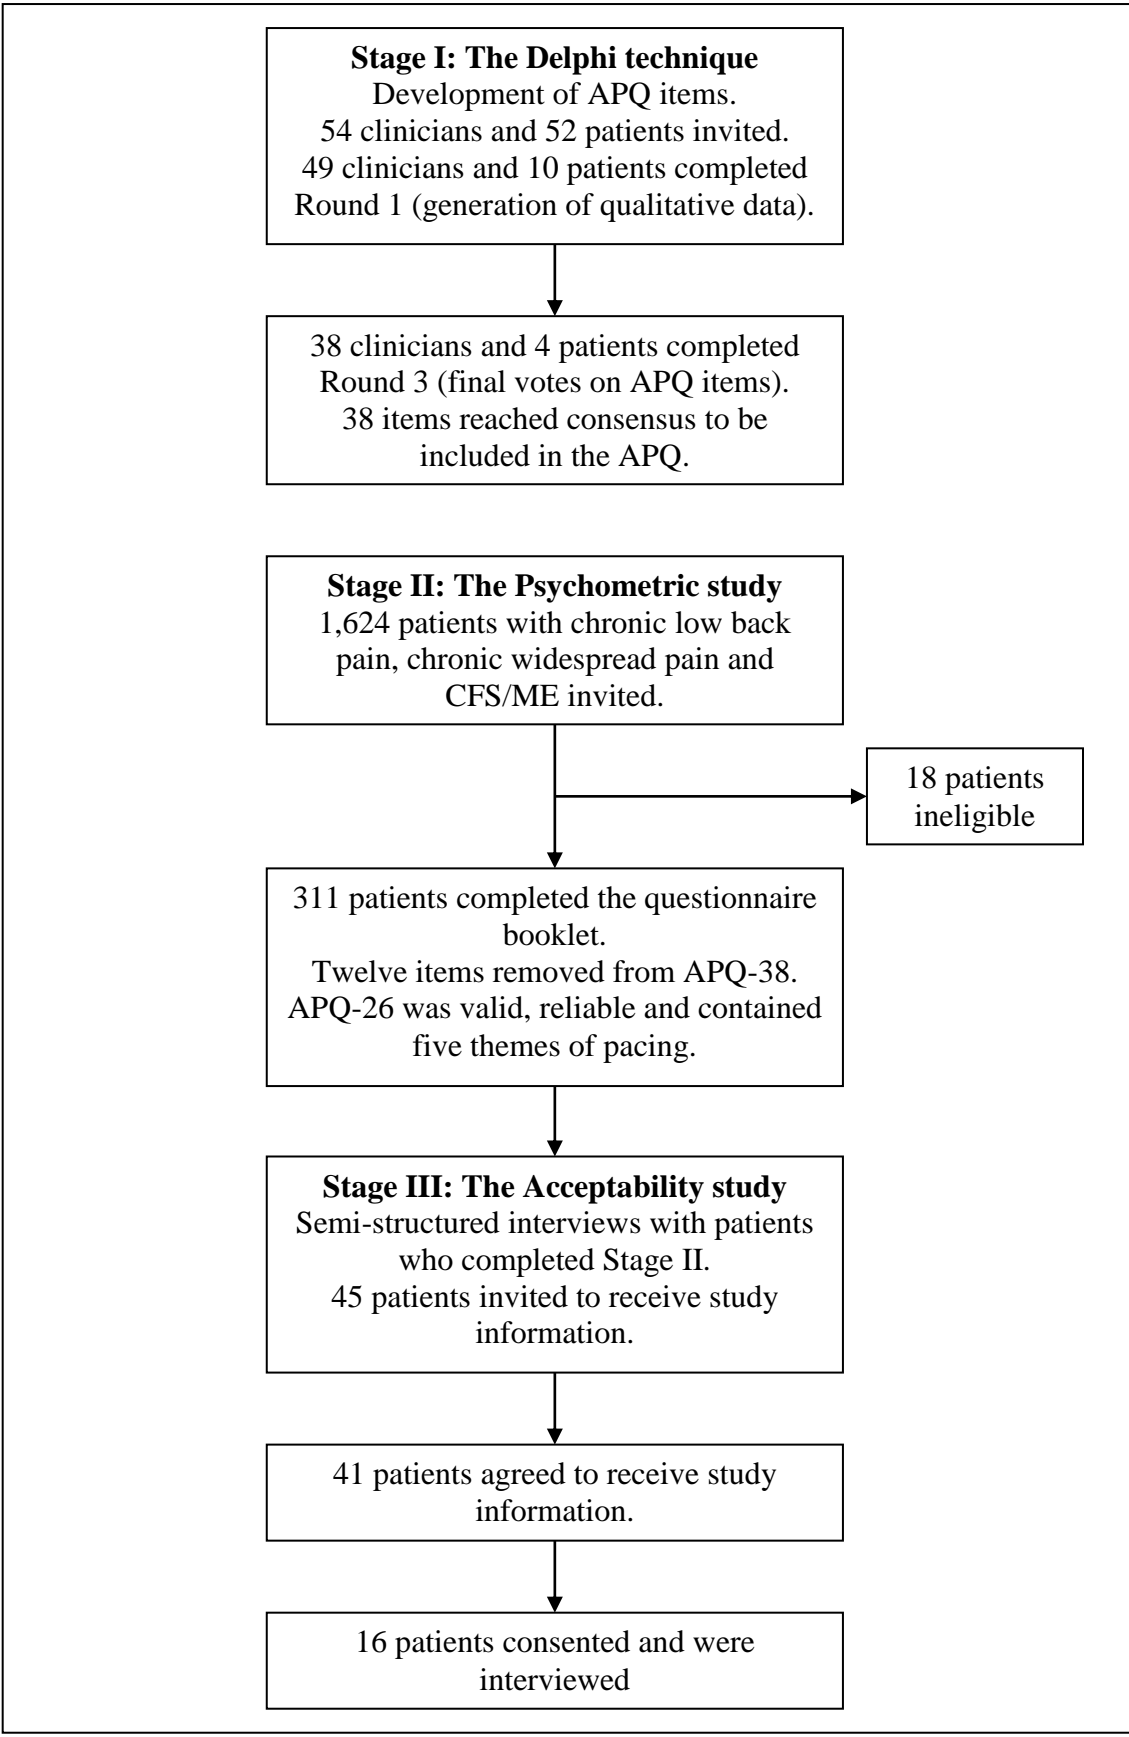 Stage I: The Delphi technique
Development of APQ items.
54 clinicians and 52 patients invited.
49 clinicians and 10 patients completed
Round 1 (generation of qualitative data).
38 clinicians and 4 patients completed
Round 3 (final votes on APQ items).
38 items reached consensus to be
included in the APQ.
Stage II: The Psychometric study
1,624 patients with chronic low back
pain, chronic widespread pain and
CFS/ME invited.
18 patients
ineligible
311 patients completed the questionnaire
booklet.
Twelve items removed from APQ-38.
APQ-26 was valid, reliable and contained
five themes of pacing.
Stage III: The Acceptability study
Semi-structured interviews with patients
who completed Stage II.
45 patients invited to receive study
information.
41 patients agreed to receive study
information.
16 patients consented and were
interviewed